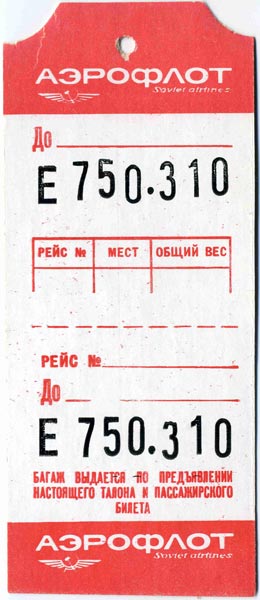 АЭРОФЛОТ
Soviet airlines
До
Е 750.310
РЕЙС № МЕСТ ОБЩИЙ ВЕС
РЕЙС №
До
Е 750.310
БАГАЖ ВЫДАЕТСЯ ПО ПРЕДЪЯВЛЕНИИ
НАСТОЯЩЕГО ТАЛОНА И ПАССАЖИРСКОГО
БИЛЕТА
АЭРОФЛОТ
Soviet airlines